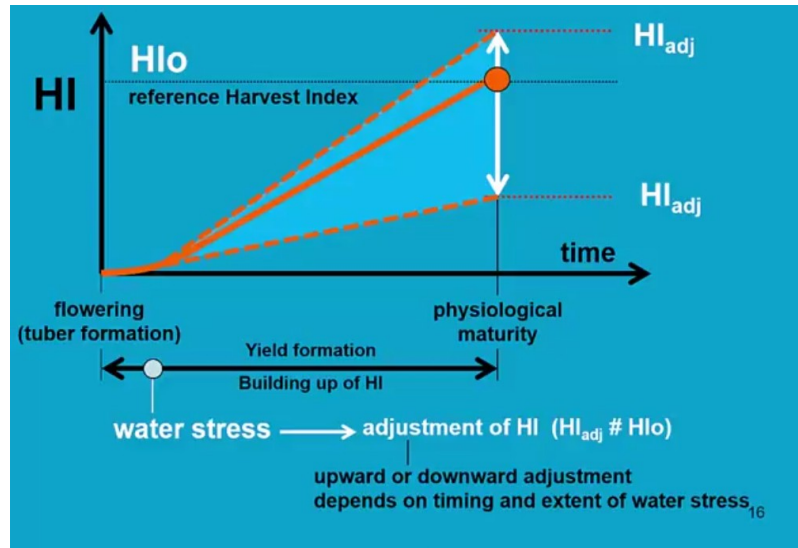 HIo
HI
reference Harvest Index
HIadj
HIadj
time
flowering
(tuber formation)
physiological
maturity
Yield formation
Building up of HI
water stress
adjustment of HI (HIadj # HIo)
upward or downward adjustment
depends on timing and extent of water stress
16